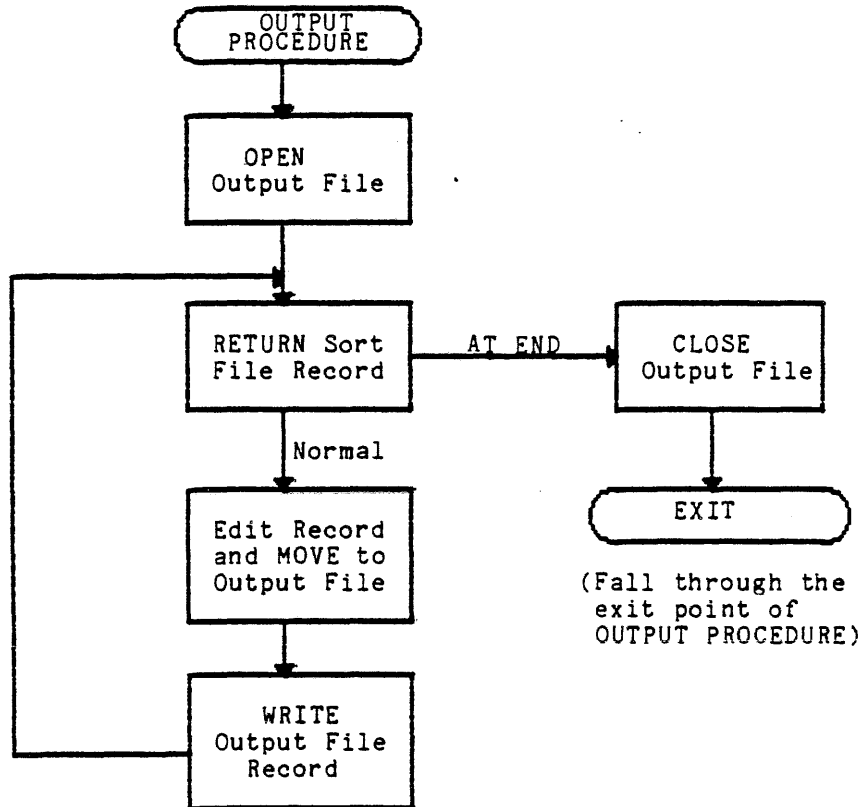 OUTPUT
PROCEDURE
OPEN
Output File
RETURN Sort
File Record
AT END
CLOSE
Output File
Normal
Edit Record
and MOVE to
Output File
EXIT
(Fall through the
exit point of
OUTPUT PROCEDURE)
WRITE
Output File
Record